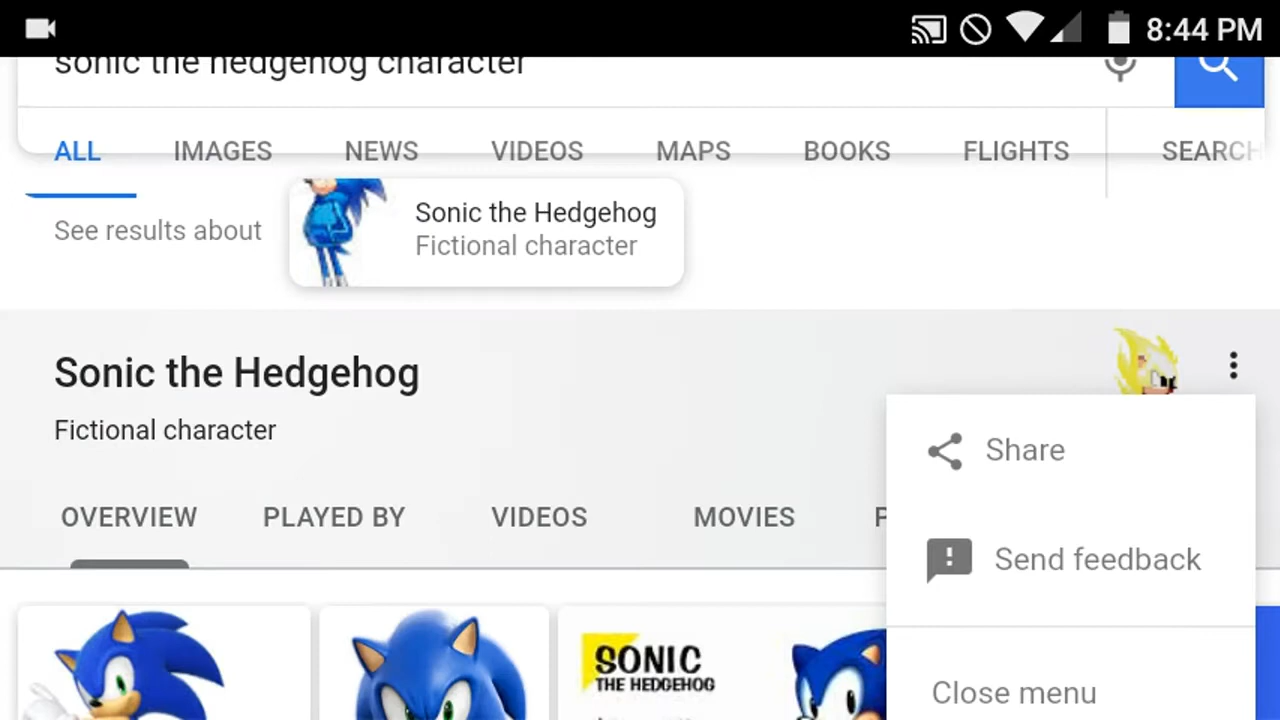 8:44 PM
sonic the hedgehog character
ALL IMAGES NEWS VIDEOS MAPS BOOKS FLIGHTS SEARCH
See results about
Sonic the Hedgehog
Fictional character
Sonic the Hedgehog
Fictional character
Share
OVERVIEW PLAYED BY VIDEOS MOVIES
Send feedback
SONIC
THE HEDGEHOG
Close menu